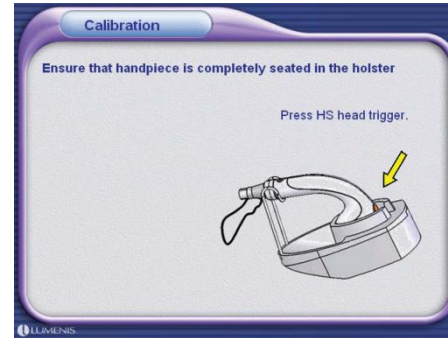 Calibration
Ensure that handpiece is completely seated in the holster
Press HS head trigger.
LUMENIS